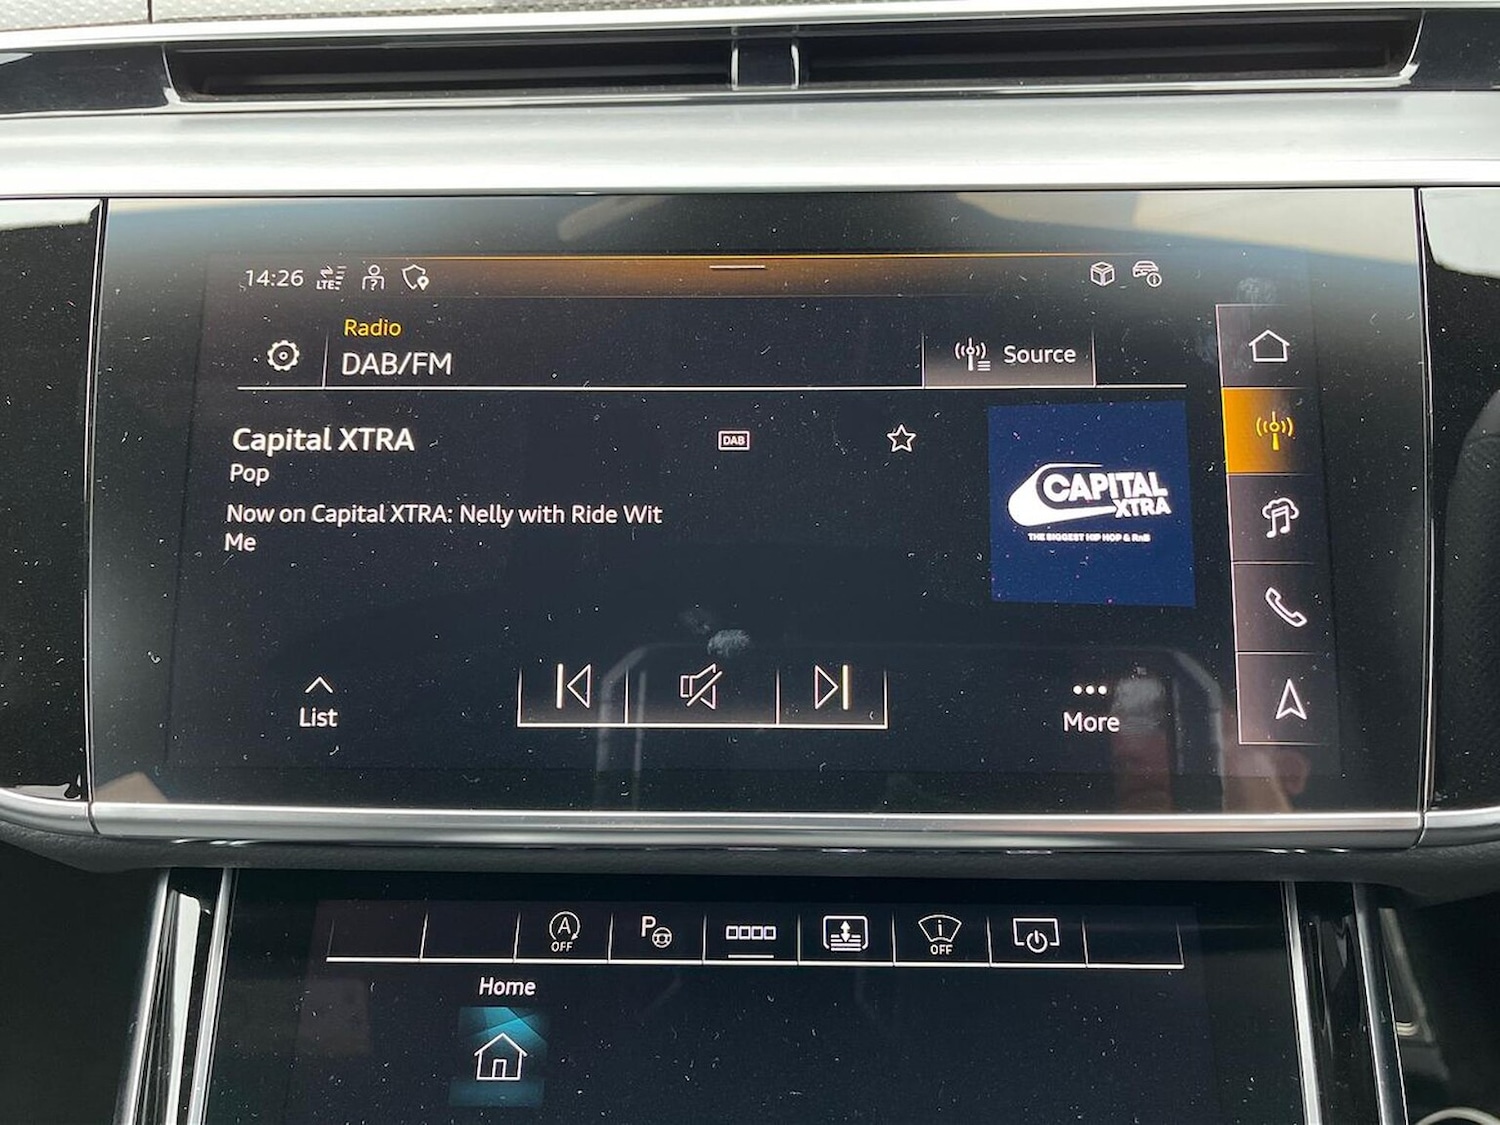 14:26
LTE
Radio
DAB/FM
Source
Capital XTRA
DAB
Pop
Now on Capital XTRA: Nelly with Ride Wit
Me
CAPITAL
XTRA
THE BIGGEST HIP HOP & RnB
List
More
A
OFF
P
OFF
Home